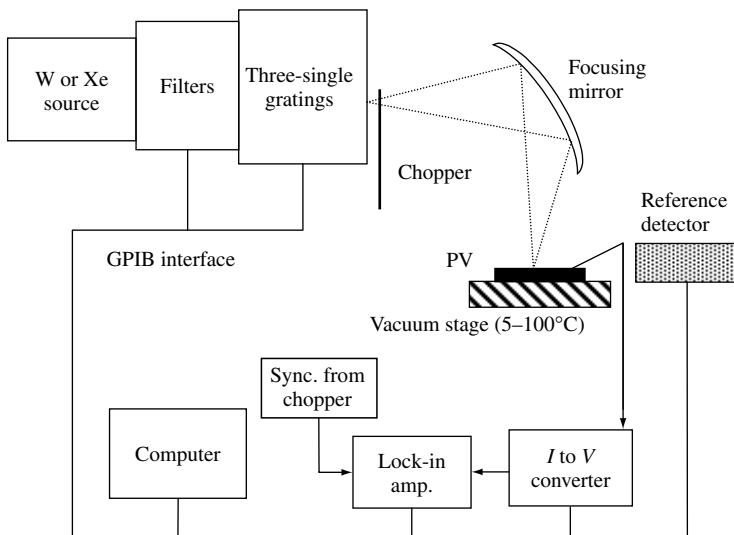 W or Xe
source
Filters
Three-single
gratings
Focusing
mirror
Chopper
Reference
detector
GPIB interface
PV
Vacuum stage (5–100°C)
Sync. from
chopper
Computer
Lock-in
amp.
I to V
converter